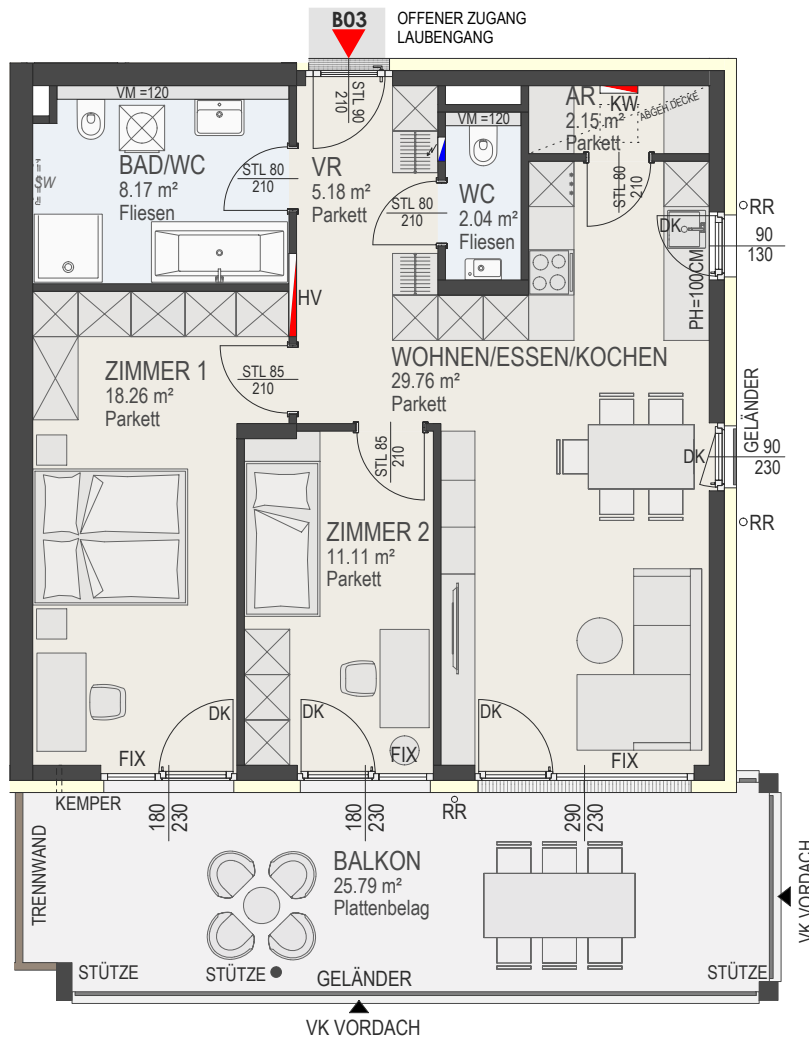 B03
OFFENER ZUGANG
LAUBENGANG
VM =120
STL 90
210
VR
5.18 m²
Parkett
BAD/WC
8.17 m²
Fliesen
SW
STL 80
210
STL 80
210
VM =120
WC
2.04 m²
Fliesen
AR
2.15 m²
Parkett
KW
ABGEH.DECKE
STL 80
210
DK
RR
90
130
PH=100CM
HV
ZIMMER 1
18.26 m²
Parkett
STL 85
210
WOHNEN/ESSEN/KOCHEN
29.76 m²
Parkett
GELÄNDER
DK
90
230
RR
STL 85
210
ZIMMER 2
11.11 m²
Parkett
DK
FIX
DK
FIX
DK
FIX
KEMPER
180
230
180
230
RR
290
230
TRENNWAND
BALKON
25.79 m²
Plattenbelag
VK VORDACH
STÜTZE
STÜTZE
GELÄNDER
STÜTZE
VK VORDACH